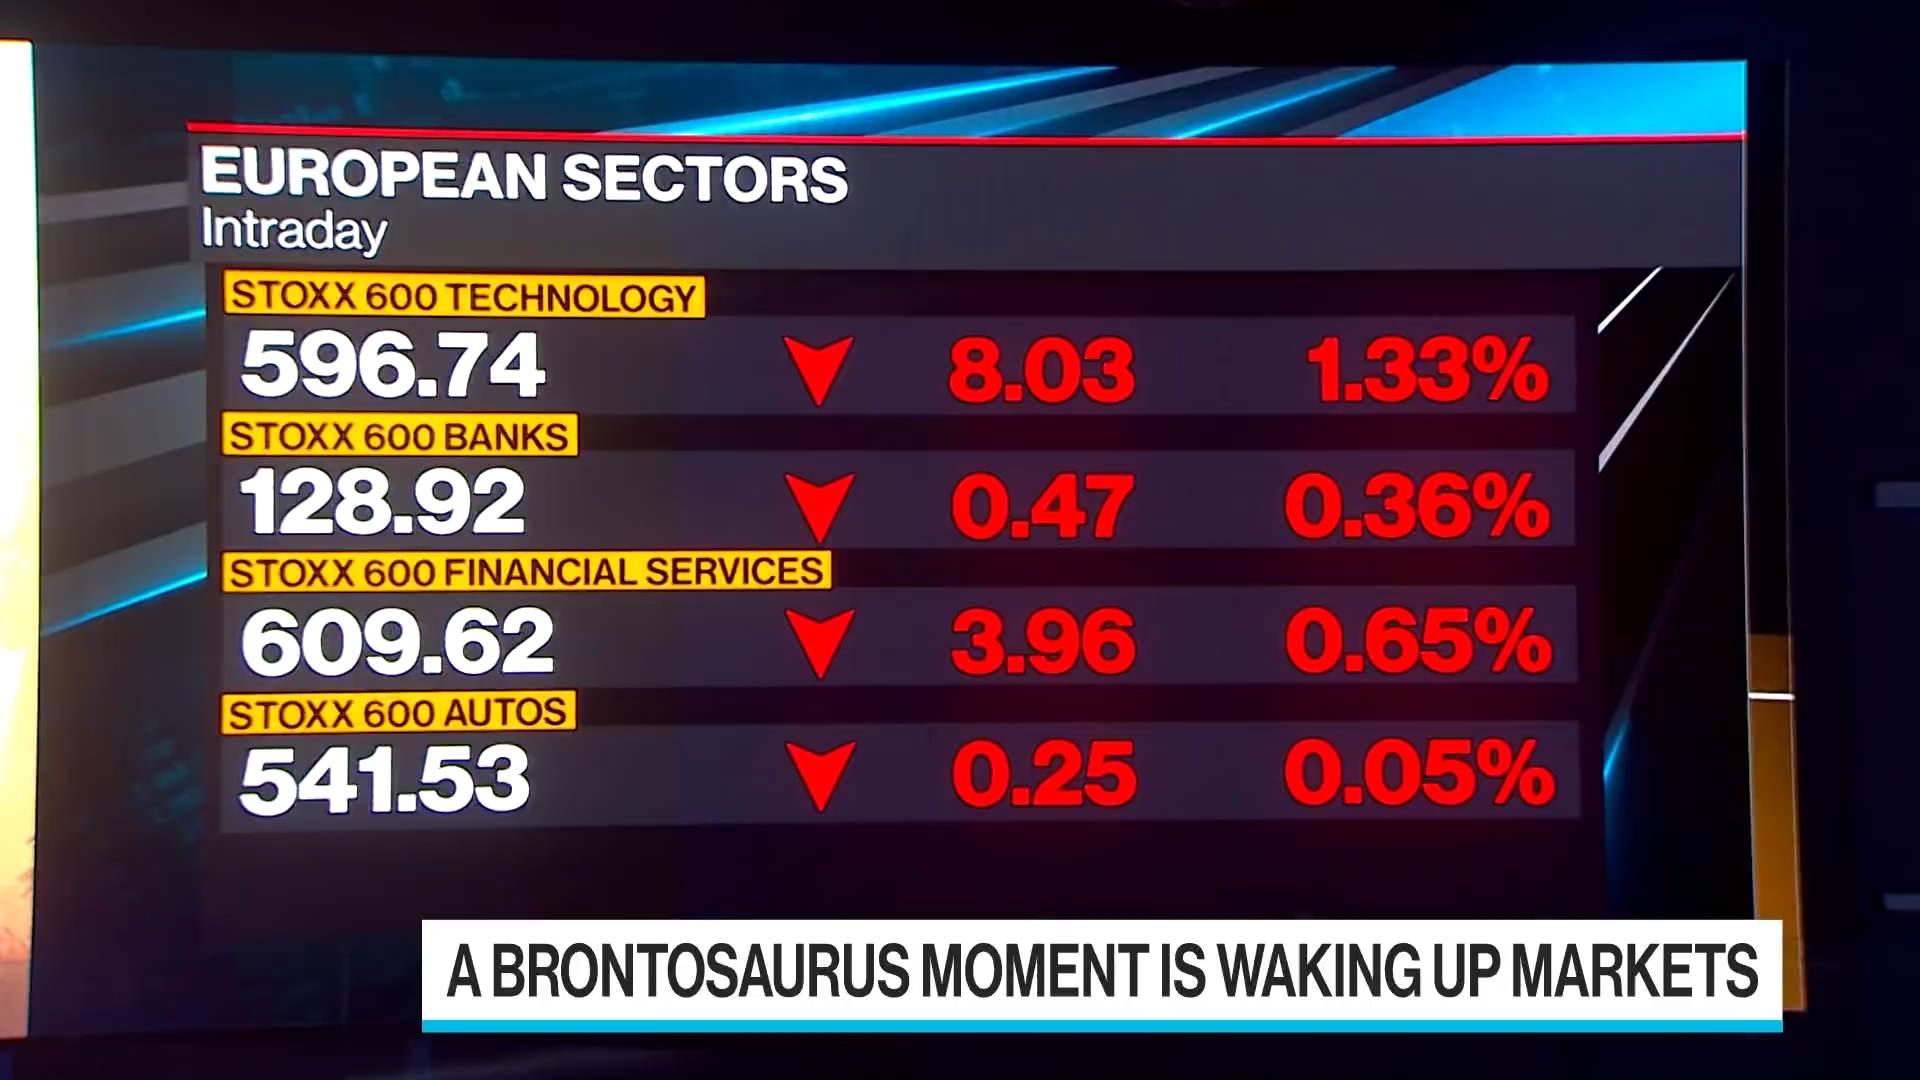 EUROPEAN SECTORS
Intraday
STOXX 600 TECHNOLOGY
596.74 8.03 1.33%
STOXX 600 BANKS
128.92 0.47 0.36%
STOXX 600 FINANCIAL SERVICES
609.62 3.96 0.65%
STOXX 600 AUTOS
541.53 0.25 0.05%
A BRONTOSAURUS MOMENT IS WAKING UP MARKETS